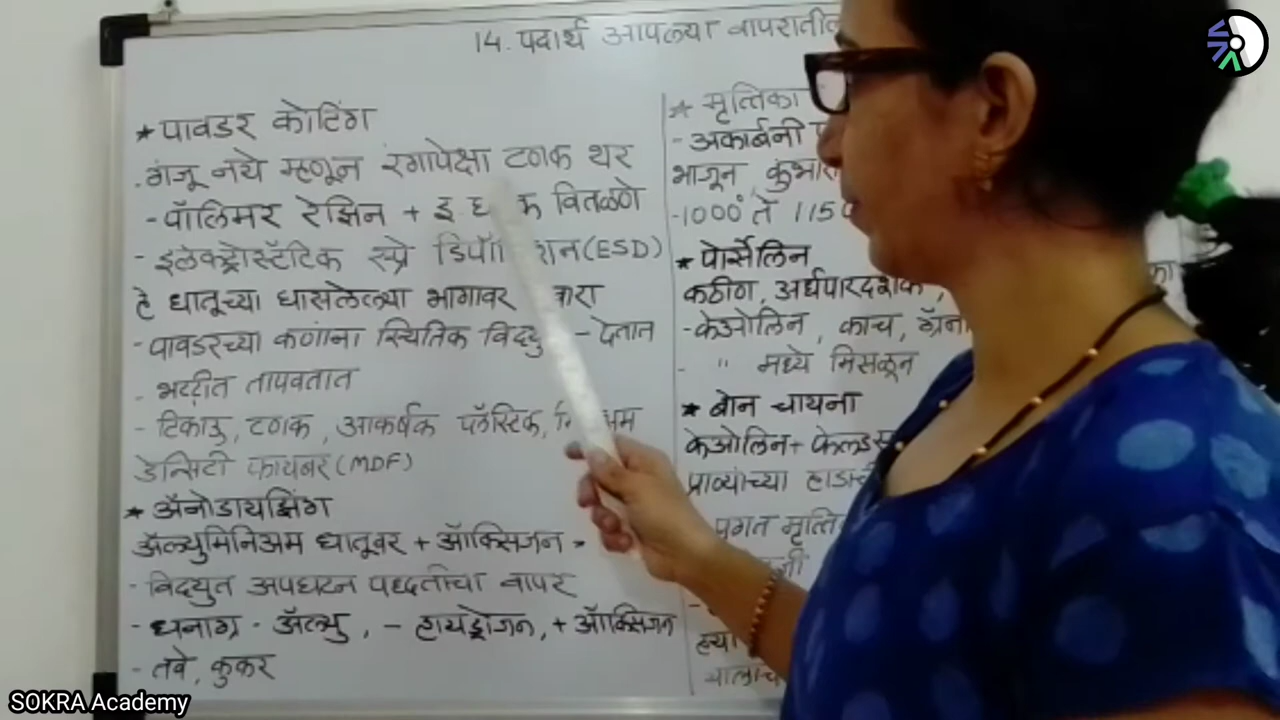 14. पदार्थ आपल्या वापरातील
* पावडर कोटिंग
- गंजू नये म्हणून रंगापेक्षा टणक थर
- पॉलिमर रेझिन + इ घ क वितळणे
- इलेक्ट्रोस्टॅटिक स्प्रे (ESD)
हे धातूच्या घासलेल्या भागावर
- पावडरच्या कणांना स्थितिक – देतात
- भट्टीत तापवतात
- टिकाऊ, टणक, आकर्षक प्लॅस्टिक,
डेन्सिटी फायबर (MDF)
* ॲनोडायझिंग
ॲल्युमिनिअम धातूवर + ऑक्सिजन =
- विद्युत अपघटन पद्धतीचा वापर
- धनाग्र - ॲल्यु, - हायड्रोजन, + ऑक्सिजन
- तवे, कुकर
* मृत्तिका
- अकार्बनी
भाजून
- 1000° ते 115
* पोर्सेलिन
कठीण, अर्धपारदर्शक,
- केओलिन, काच,
- " मध्ये मिसळून
* बोन चायना
केओलिन +
प्राण्यांच्या
प्रगत
SOKRA Academy